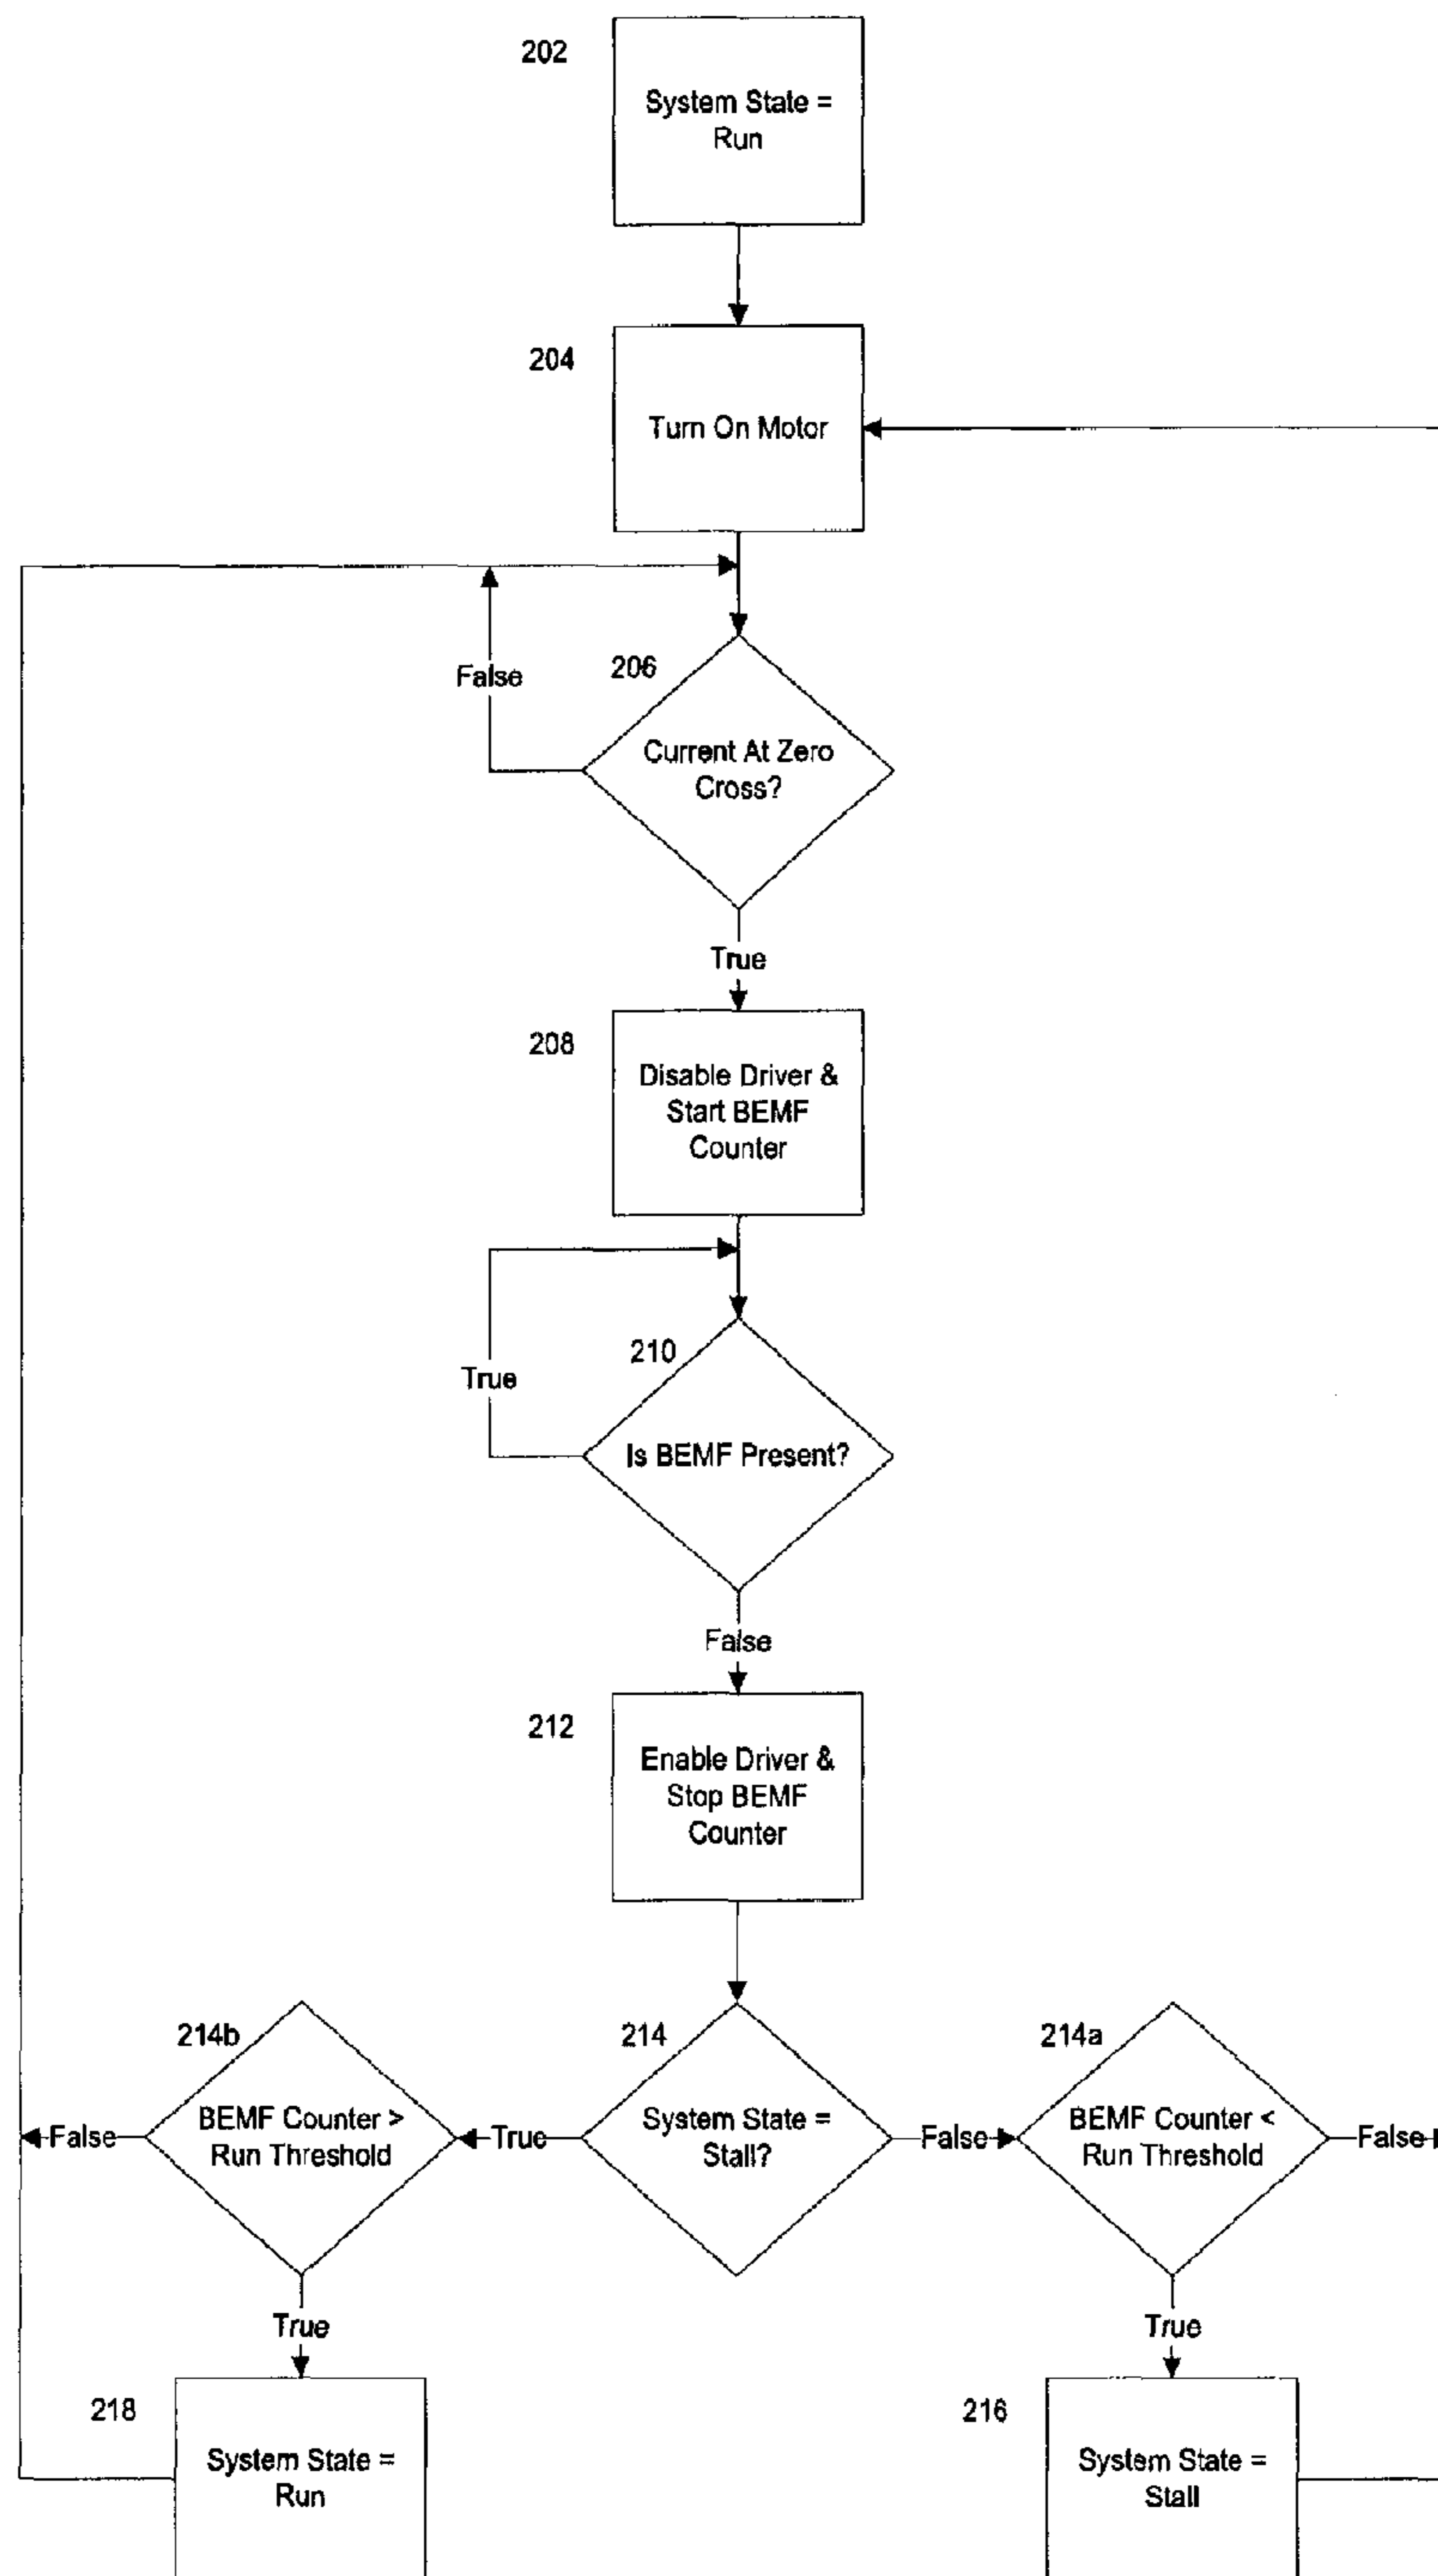 202
System State =
Run
204
Turn On Motor
False
206
Current At Zero
Cross?
True
208
Disable Driver &
Start BEMF
Counter
210
True
Is BEMF Present?
False
212
Enable Driver &
Stop BEMF
Counter
214b
214
214a
False
BEMF Counter >
Run Threshold
True
System State =
Stall?
False
BEMF Counter <
Run Threshold
False
True
True
218
System State =
Run
216
System State =
Stall